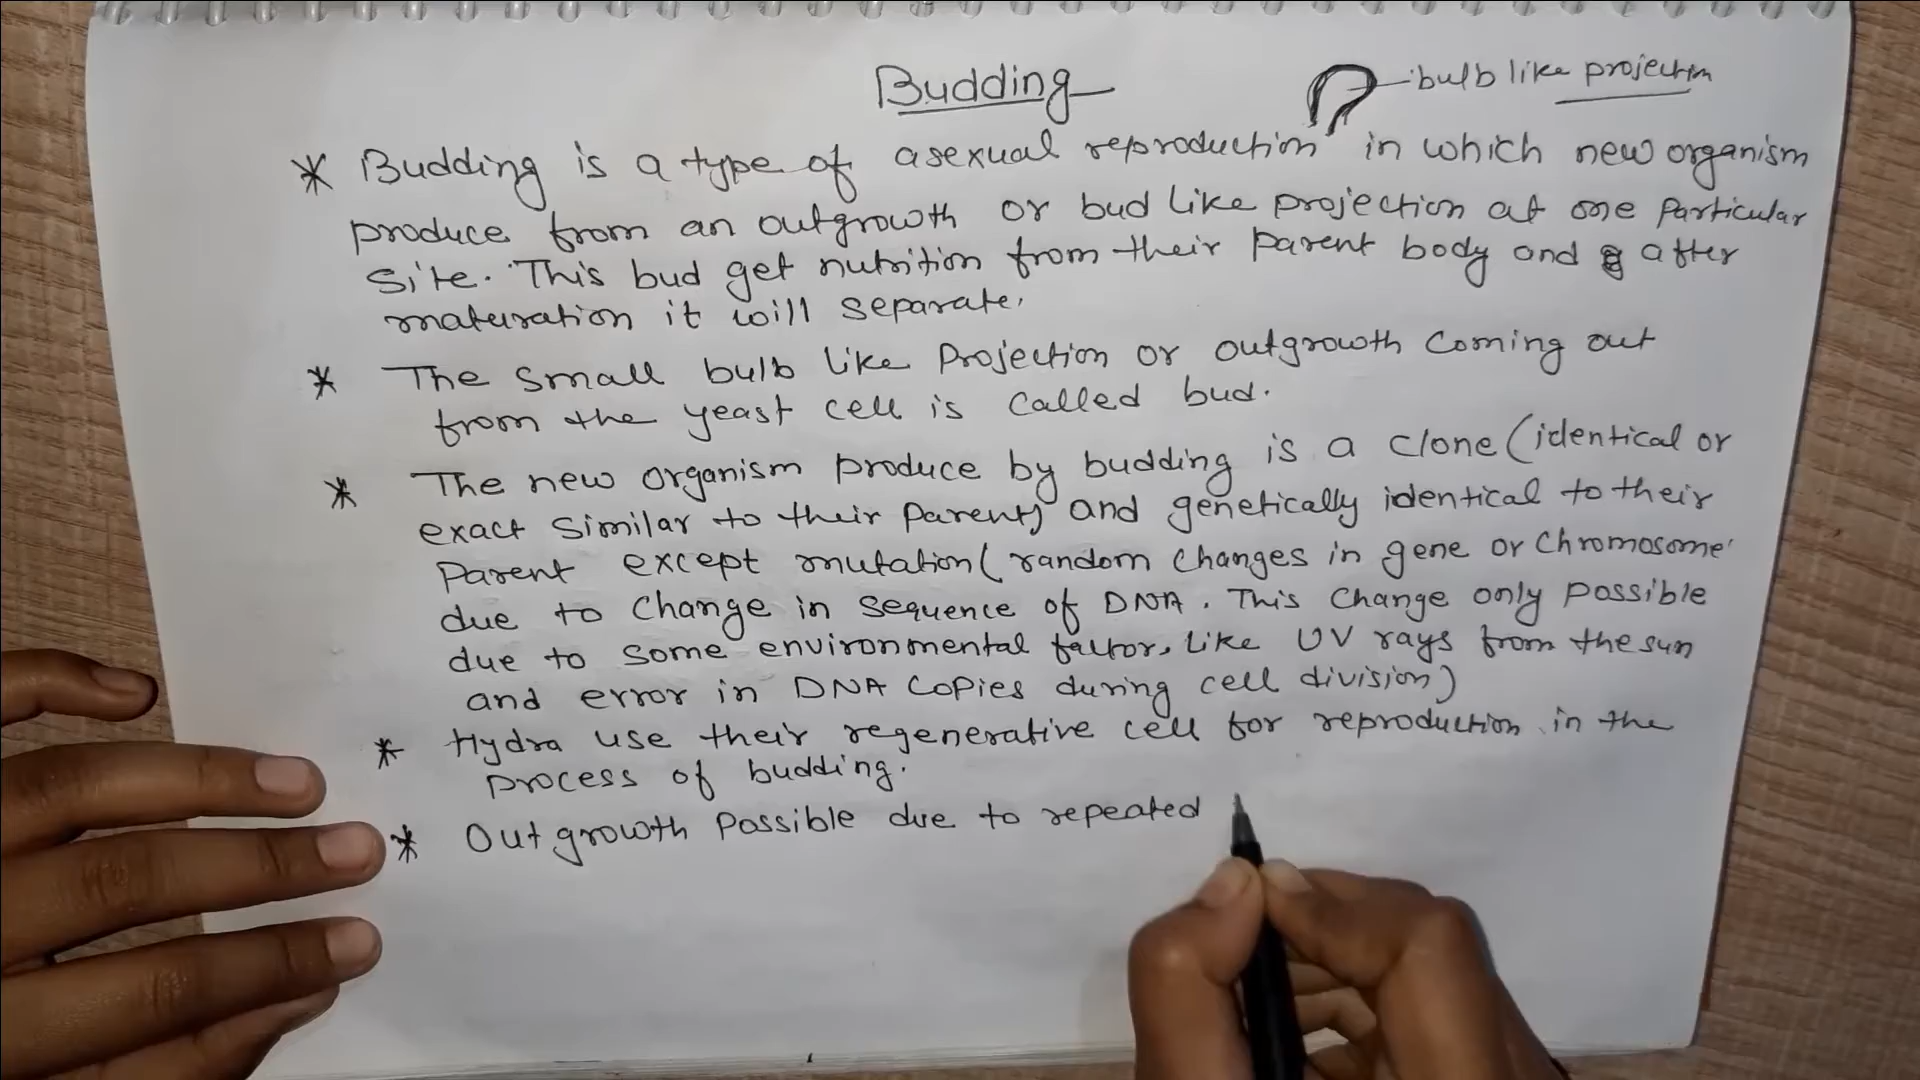 Budding
bulb like projection
* Budding is a type of asexual reproduction in which new organism
produce from an outgrowth or bud like projection at one particular
site. This bud get nutrition from their parent body and after
maturation it will separate.
* The small bulb like projection or outgrowth coming out
from the yeast cell is called bud.
* The new organism produce by budding is a clone (identical or
exact similar to their parent) and genetically identical to their
parent except mutation ( random changes in gene or chromosome
due to change in sequence of DNA. This change only possible
due to some environmental factor, like UV rays from the sun
and error in DNA copies during cell division)
* Hydra use their regenerative cell for reproduction in the
process of budding.
* Outgrowth possible due to repeated